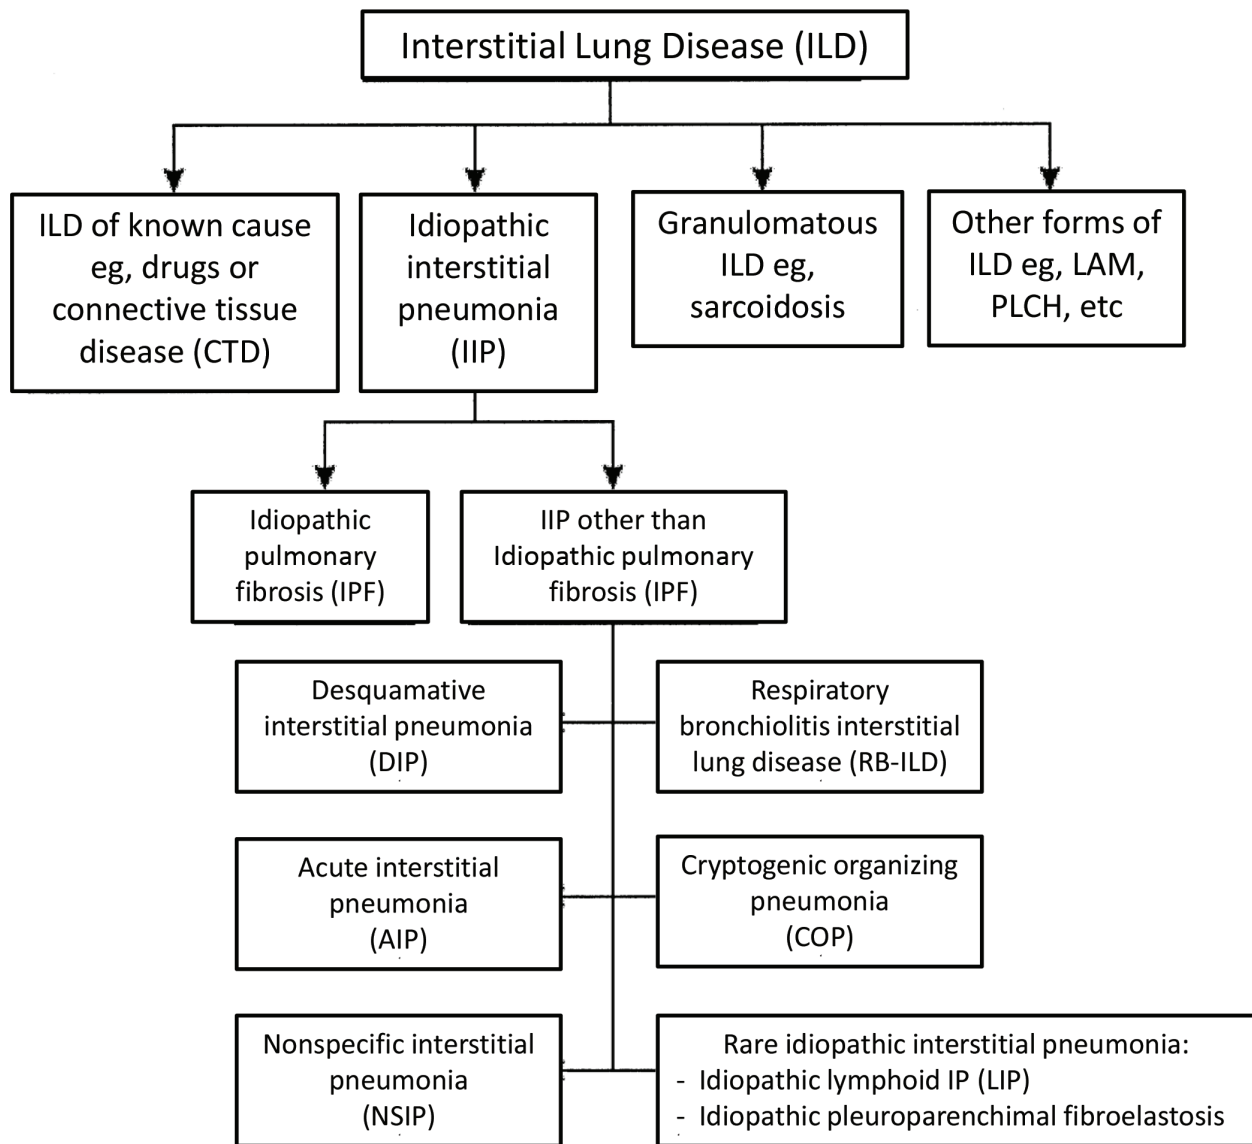 Interstitial Lung Disease (ILD)
ILD of known cause
eg, drugs or
connective tissue
disease (CTD)
Idiopathic
interstitial
pneumonia
(IIP)
Granulomatous
ILD eg,
sarcoidosis
Other forms of
ILD eg, LAM,
PLCH, etc
Idiopathic
pulmonary
fibrosis (IPF)
IIP other than
Idiopathic pulmonary
fibrosis (IPF)
Desquamative
interstitial pneumonia
(DIP)
Respiratory
bronchiolitis interstitial
lung disease (RB-ILD)
Acute interstitial
pneumonia
(AIP)
Cryptogenic organizing
pneumonia
(COP)
Nonspecific interstitial
pneumonia
(NSIP)
Rare idiopathic interstitial pneumonia:
- Idiopathic lymphoid IP (LIP)
- Idiopathic pleuroparenchimal fibroelastosis